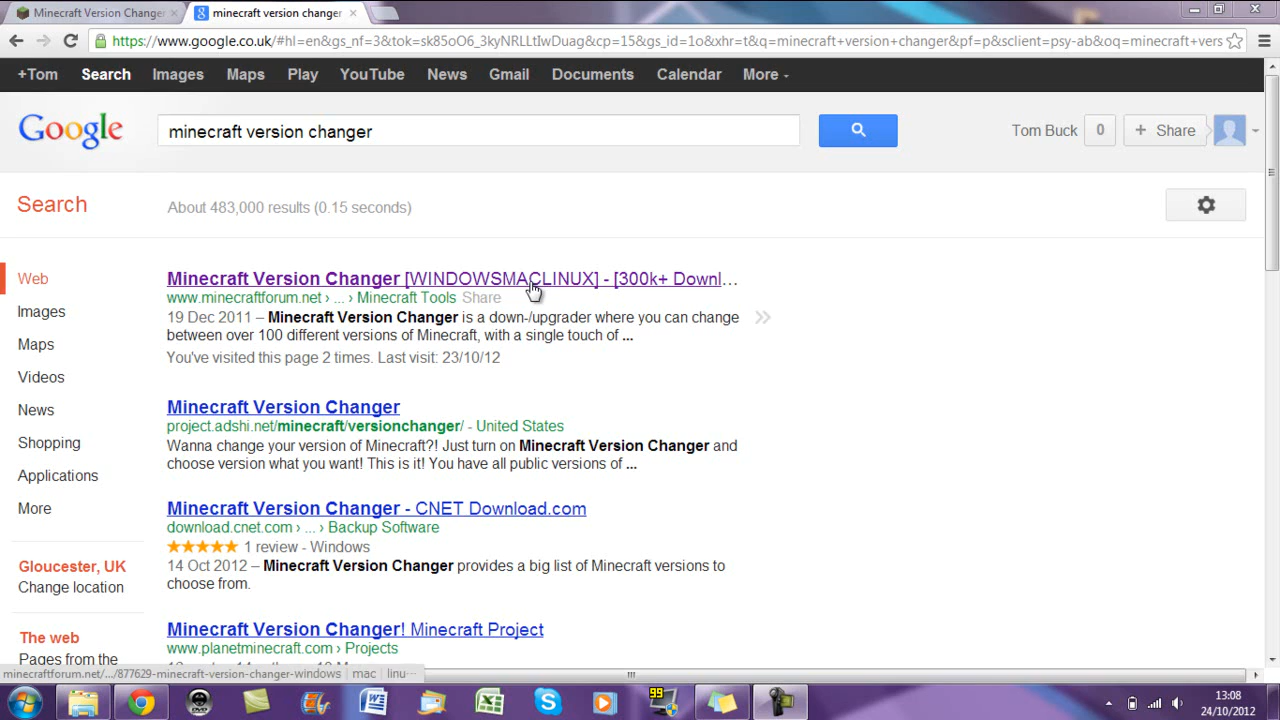 Minecraft Version Changer
minecraft version changer
https://www.google.co.uk/#hl=en&gs_nf=3&tok=sk85oO6_3kyNRLLtIwDuag&cp=15&gs_id=1o&xhr=t&q=minecraft+version+changer&pf=p&sclient=psy-ab&oq=minecraft+vers
+Tom Search Images Maps Play YouTube News Gmail Documents Calendar More
Google
minecraft version changer
Tom Buck 0 + Share
Search
About 483,000 results (0.15 seconds)
Web
Images
Maps
Videos
News
Shopping
Applications
More
Gloucester, UK
Change location
The web
Pages from the
Minecraft Version Changer [WINDOWSMACLINUX] - [300k+ Downl...
www.minecraftforum.net › ... › Minecraft Tools Share
19 Dec 2011 – Minecraft Version Changer is a down-/upgrader where you can change
between over 100 different versions of Minecraft, with a single touch of ...
You've visited this page 2 times. Last visit: 23/10/12
Minecraft Version Changer
project.adshi.net/minecraft/versionchanger/ - United States
Wanna change your version of Minecraft?! Just turn on Minecraft Version Changer and
choose version what you want! This is it! You have all public versions of ...
Minecraft Version Changer - CNET Download.com
download.cnet.com › ... › Backup Software
1 review - Windows
14 Oct 2012 – Minecraft Version Changer provides a big list of Minecraft versions to
choose from.
Minecraft Version Changer! Minecraft Project
www.planetminecraft.com › Projects
minecraftforum.net/.../877629-minecraft-version-changer-windows mac linu...
99
13:08
24/10/2012